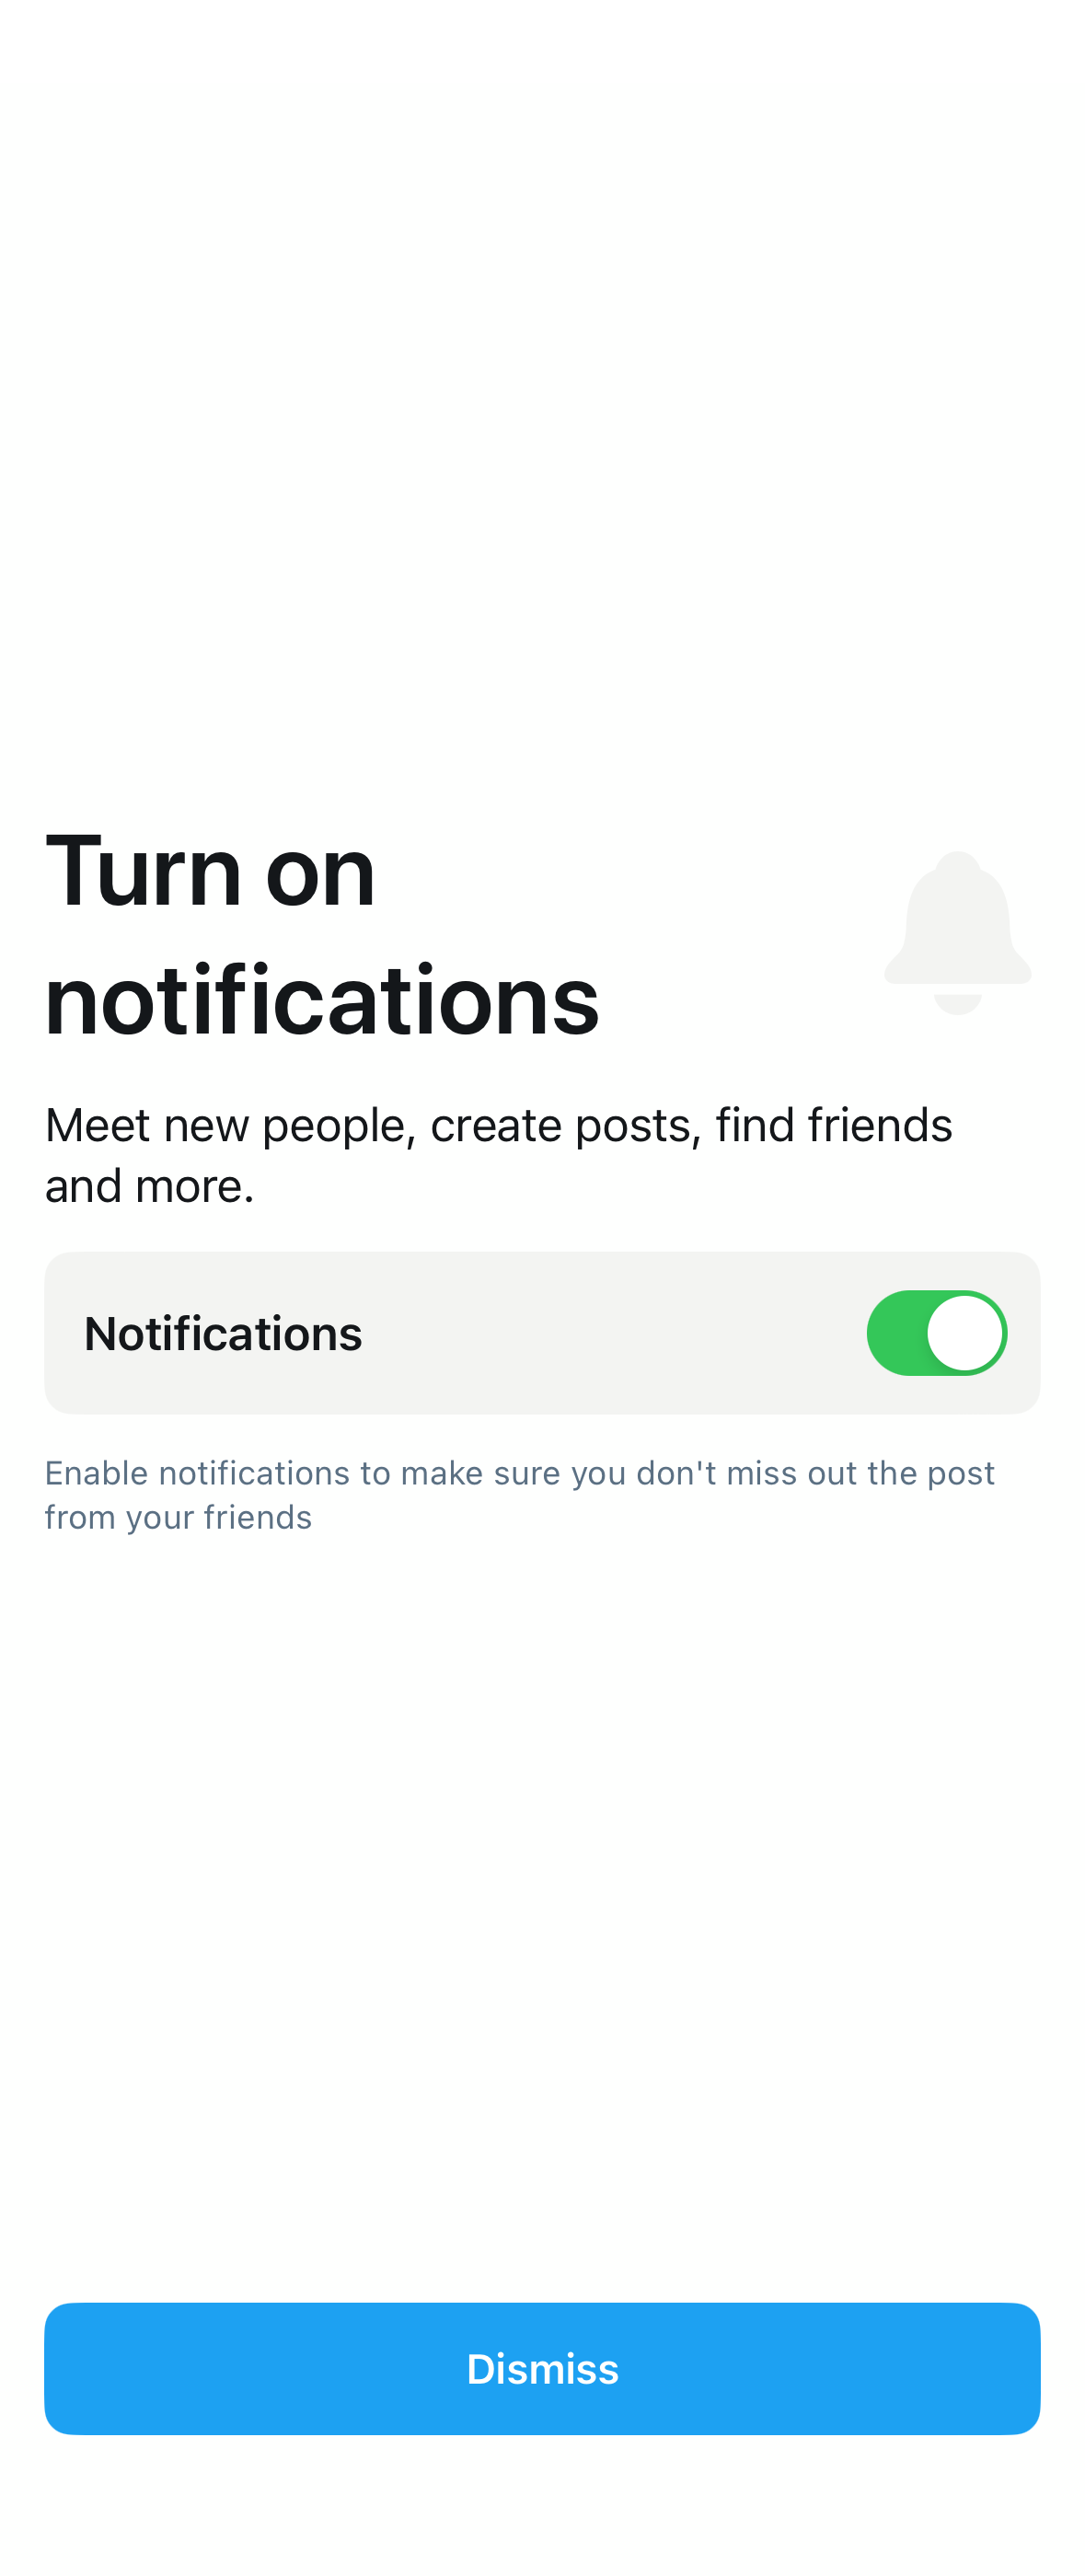 Turn on
notifications
Meet new people, create posts, find friends
and more.
Notifications
Enable notifications to make sure you don't miss out the post
from your friends
Dismiss